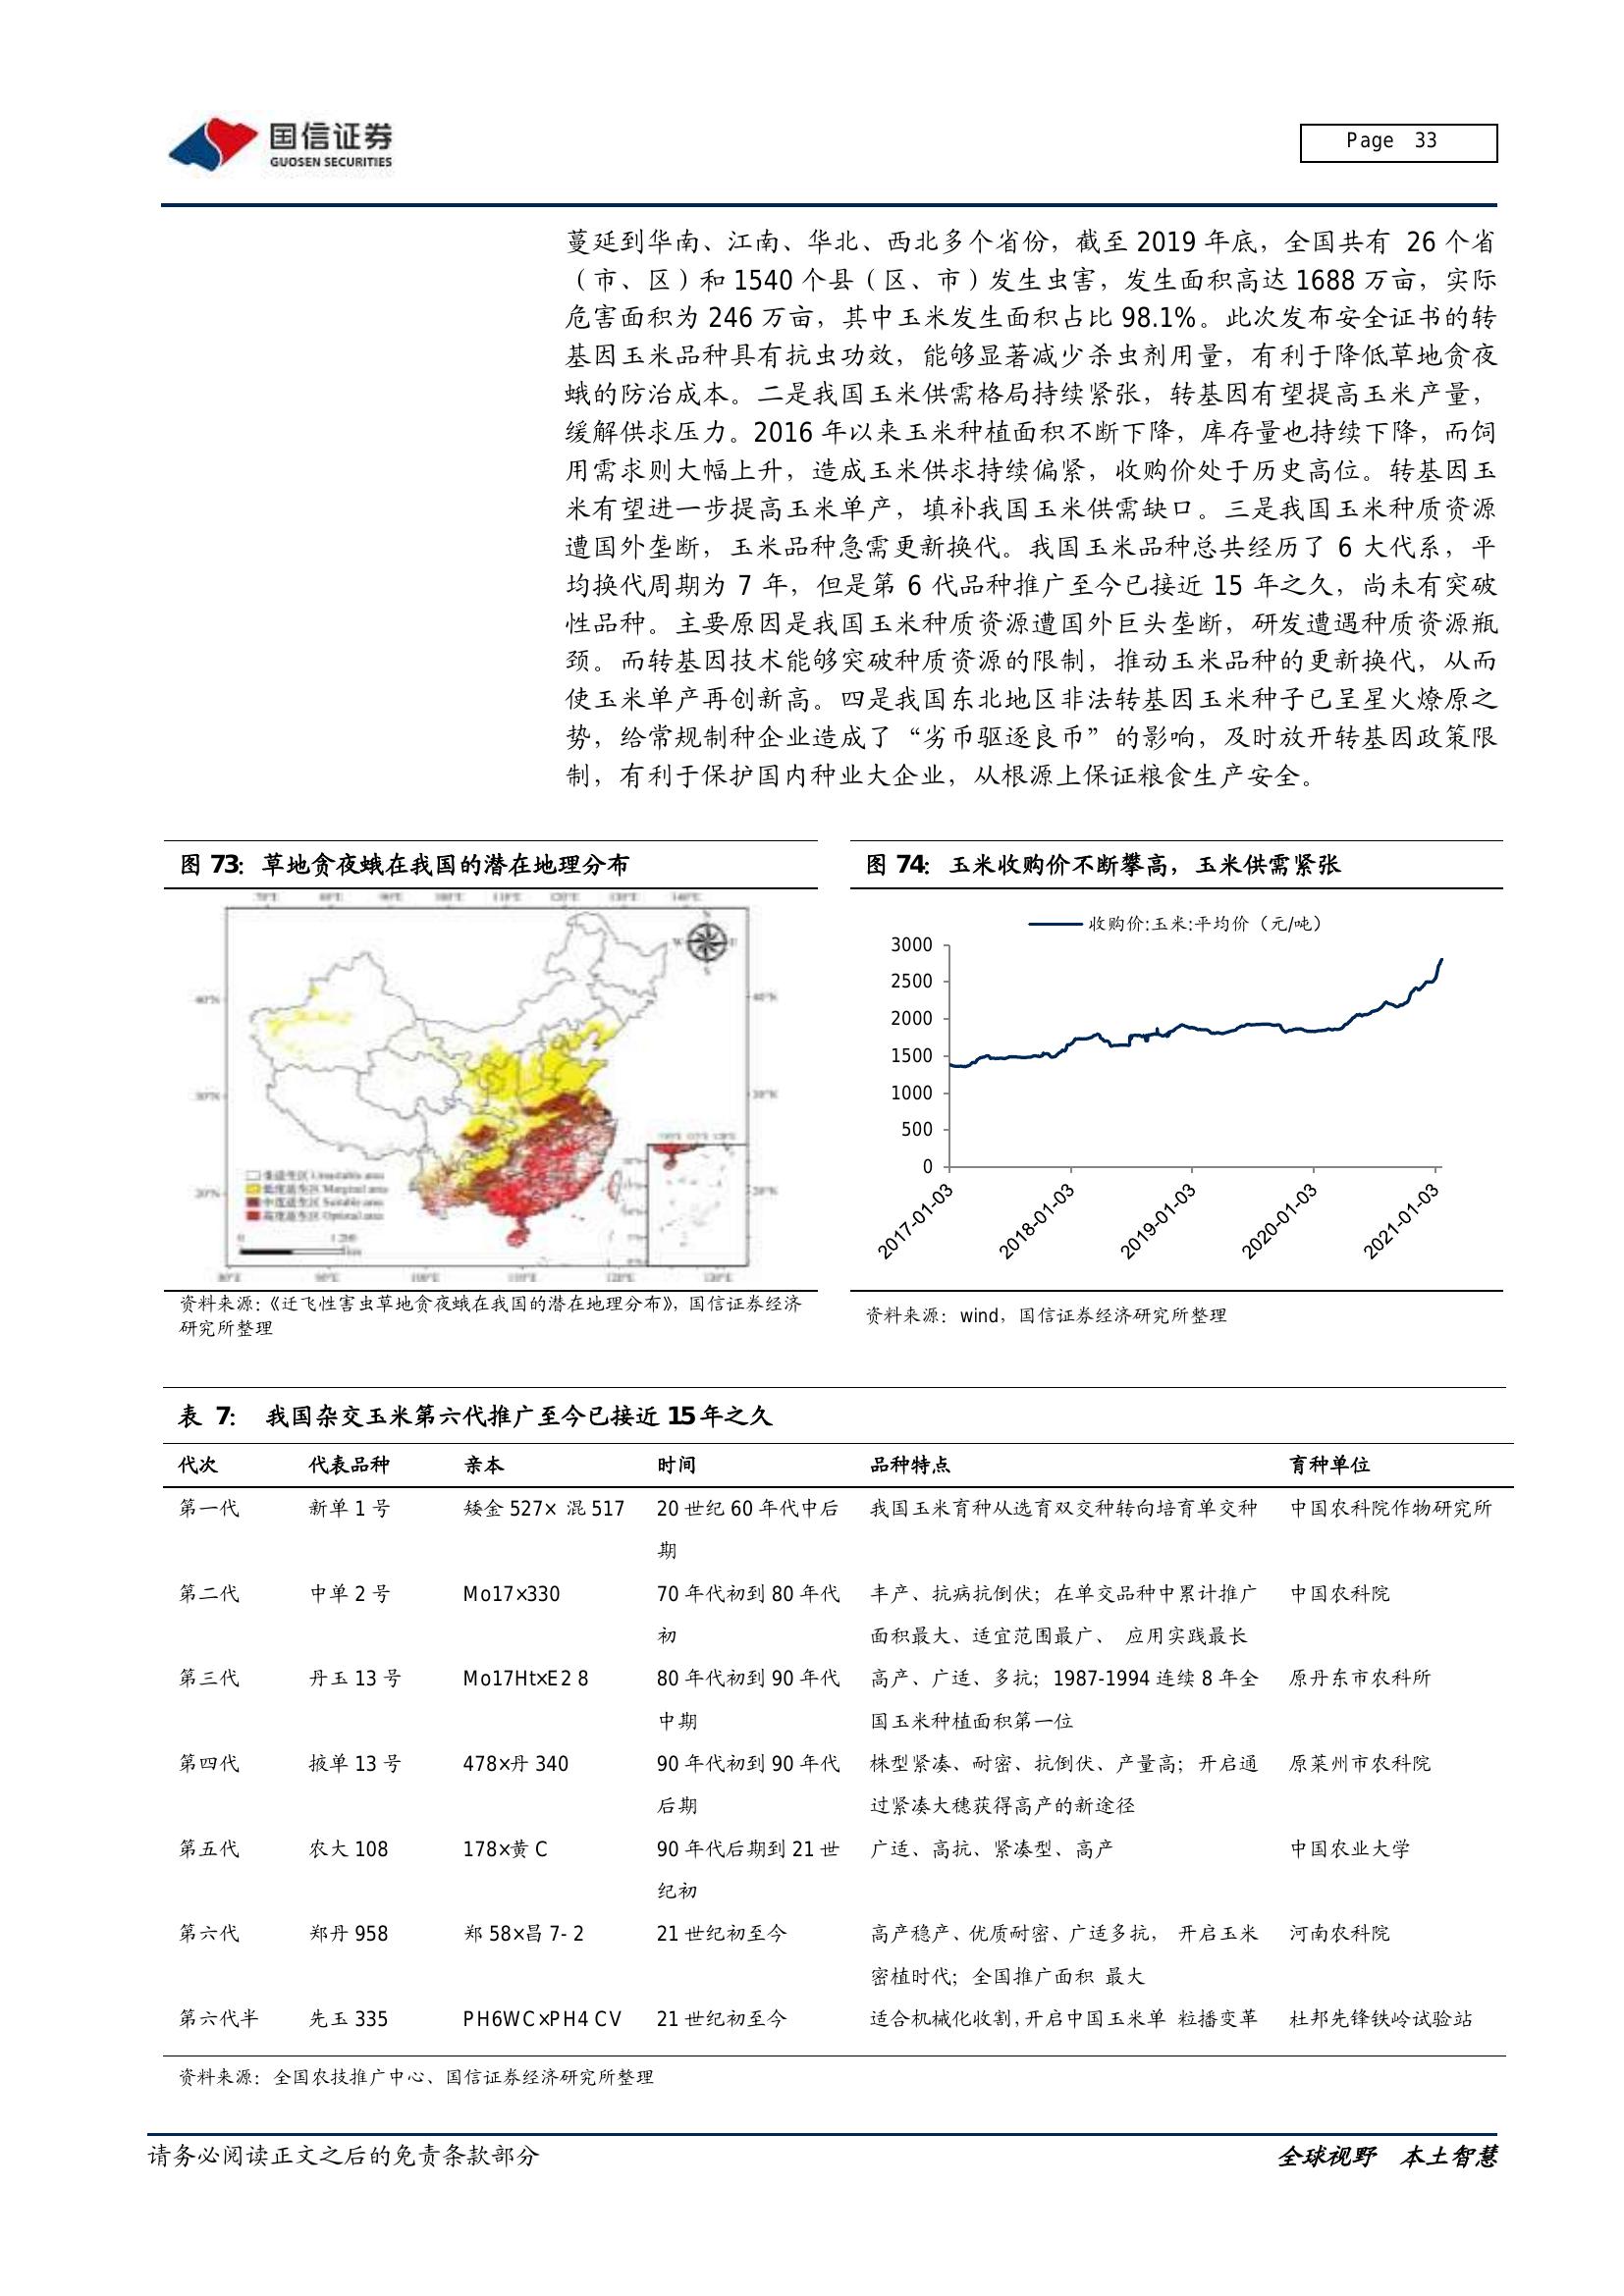 国信证券
GUOSEN SECURITIES
Page 33
蔓延到华南、江南、华北、西北多个省份，截至 2019 年底，全国共有 26 个省
（市、区）和 1540 个县（区、市）发生虫害，发生面积高达 1688 万亩，实际
危害面积为 246 万亩，其中玉米发生面积占比 98.1%。此次发布安全证书的转
基因玉米品种具有抗虫功效，能够显著减少杀虫剂用量，有利于降低草地贪夜
蛾的防治成本。二是我国玉米供需格局持续紧张，转基因有望提高玉米产量，
缓解供求压力。2016 年以来玉米种植面积不断下降，库存量也持续下降，而饲
用需求则大幅上升，造成玉米供求持续偏紧，收购价处于历史高位。转基因玉
米有望进一步提高玉米单产，填补我国玉米供需缺口。三是我国玉米种质资源
遭国外垄断，玉米品种急需更新换代。我国玉米品种总共经历了 6 大代系，平
均换代周期为 7 年，但是第 6 代品种推广至今已接近 15 年之久，尚未有突破
性品种。主要原因是我国玉米种质资源遭国外巨头垄断，研发遭遇种质资源瓶
颈。而转基因技术能够突破种质资源的限制，推动玉米品种的更新换代，从而
使玉米单产再创新高。四是我国东北地区非法转基因玉米种子已呈星火燎原之
势，给常规制种企业造成了“劣币驱逐良币”的影响，及时放开转基因政策限
制，有利于保护国内种业大企业，从根源上保证粮食生产安全。
图 73：草地贪夜蛾在我国的潜在地理分布
资料来源：《迁飞性害虫草地贪夜蛾在我国的潜在地理分布》，国信证券经济
研究所整理
图 74：玉米收购价不断攀高，玉米供需紧张
收购价:玉米:平均价（元/吨）
3000
2500
2000
1500
1000
500
0
2017-01-03
2018-01-03
2019-01-03
2020-01-03
2021-01-03
资料来源：wind，国信证券经济研究所整理
表 7： 我国杂交玉米第六代推广至今已接近 15 年之久
代次 代表品种 亲本 时间 品种特点 育种单位
第一代 新单 1 号 矮金 527× 混 517 20 世纪 60 年代中后 我国玉米育种从选育双交种转向培育单交种 中国农科院作物研究所
期
第二代 中单 2 号 Mo17×330 70 年代初到 80 年代 丰产、抗病抗倒伏；在单交品种中累计推广 中国农科院
初 面积最大、适宜范围最广、 应用实践最长
第三代 丹玉 13 号 Mo17Ht×E2 8 80 年代初到 90 年代 高产、广适、多抗；1987-1994 连续 8 年全 原丹东市农科所
中期 国玉米种植面积第一位
第四代 掖单 13 号 478×丹 340 90 年代初到 90 年代 株型紧凑、耐密、抗倒伏、产量高；开启通 原莱州市农科院
后期 过紧凑大穗获得高产的新途径
第五代 农大 108 178×黄 C 90 年代后期到 21 世 广适、高抗、紧凑型、高产 中国农业大学
纪初
第六代 郑丹 958 郑 58×昌 7- 2 21 世纪初至今 高产稳产、优质耐密、广适多抗， 开启玉米 河南农科院
密植时代；全国推广面积 最大
第六代半 先玉 335 PH6WC×PH4 CV 21 世纪初至今 适合机械化收割，开启中国玉米单 粒播变革 杜邦先锋铁岭试验站
资料来源：全国农技推广中心、国信证券经济研究所整理
请务必阅读正文之后的免责条款部分
全球视野 本土智慧